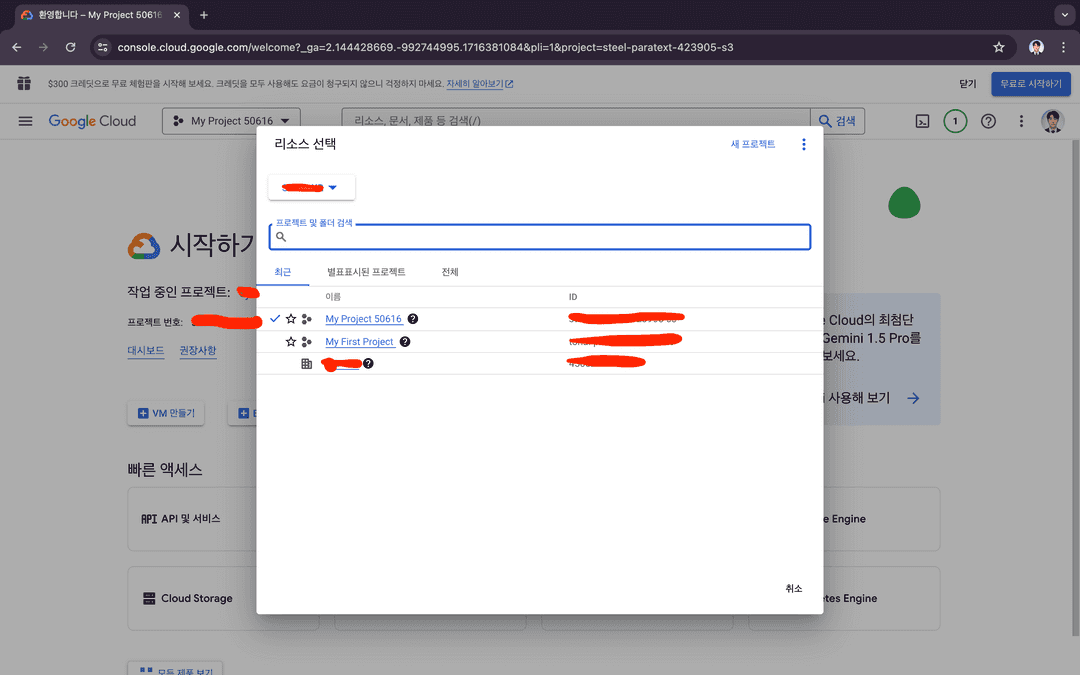 환영합니다 – My Project 50616
console.cloud.google.com/welcome?_ga=2.144428669.-992744995.1716381084&pli=1&project=steel-paratext-423905-s3
$300 크레딧으로 무료 체험판을 시작해 보세요. 크레딧을 모두 사용해도 요금이 청구되지 않으니 걱정하지 마세요. 자세히 알아보기
닫기
무료로 시작하기
Google Cloud
My Project 50616
리소스, 문서, 제품 등 검색(/)
검색
1
리소스 선택
새 프로젝트
프로젝트 및 폴더 검색
시작하기
최근
별표표시된 프로젝트
전체
작업 중인 프로젝트:
이름
ID
프로젝트 번호:
My Project 50616
My First Project
대시보드
권장사항
Cloud의 최첨단
Gemini 1.5 Pro를
보세요.
사용해 보기
VM 만들기
빠른 액세스
API API 및 서비스
Engine
Cloud Storage
Engine
취소
모든 제품 보기